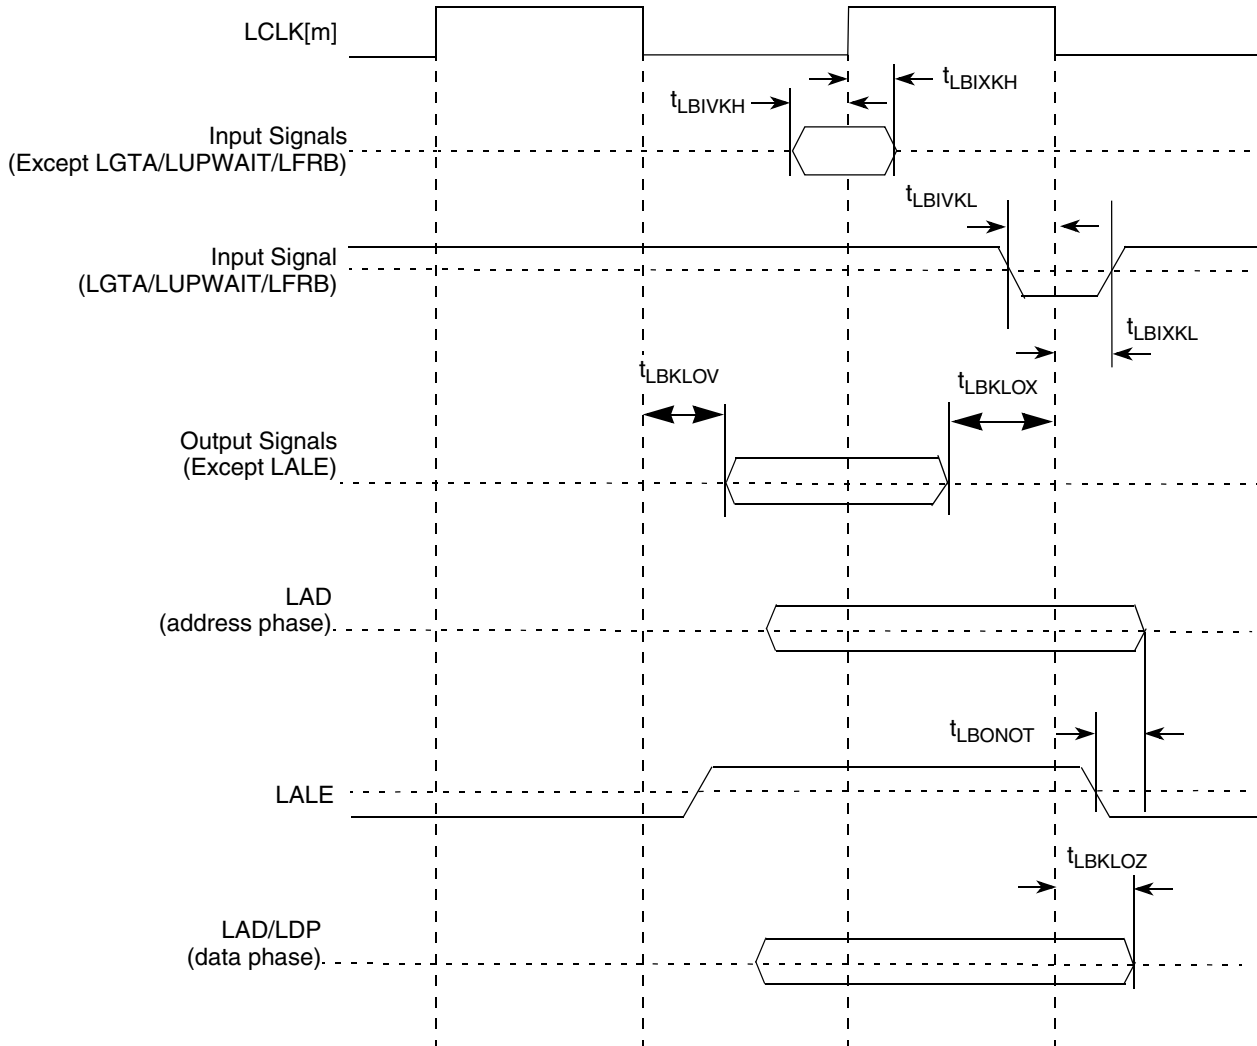 LCLK[m]
tLBIXKH
tLBIVKH
Input Signals
(Except LGTA/LUPWAIT/LFRB)
tLBIVKL
Input Signal
(LGTA/LUPWAIT/LFRB)
tLBIXKL
tLBKLOV
tLBKLOX
Output Signals
(Except LALE)
LAD
(address phase)
tLBONOT
LALE
tLBKLOZ
LAD/LDP
(data phase)